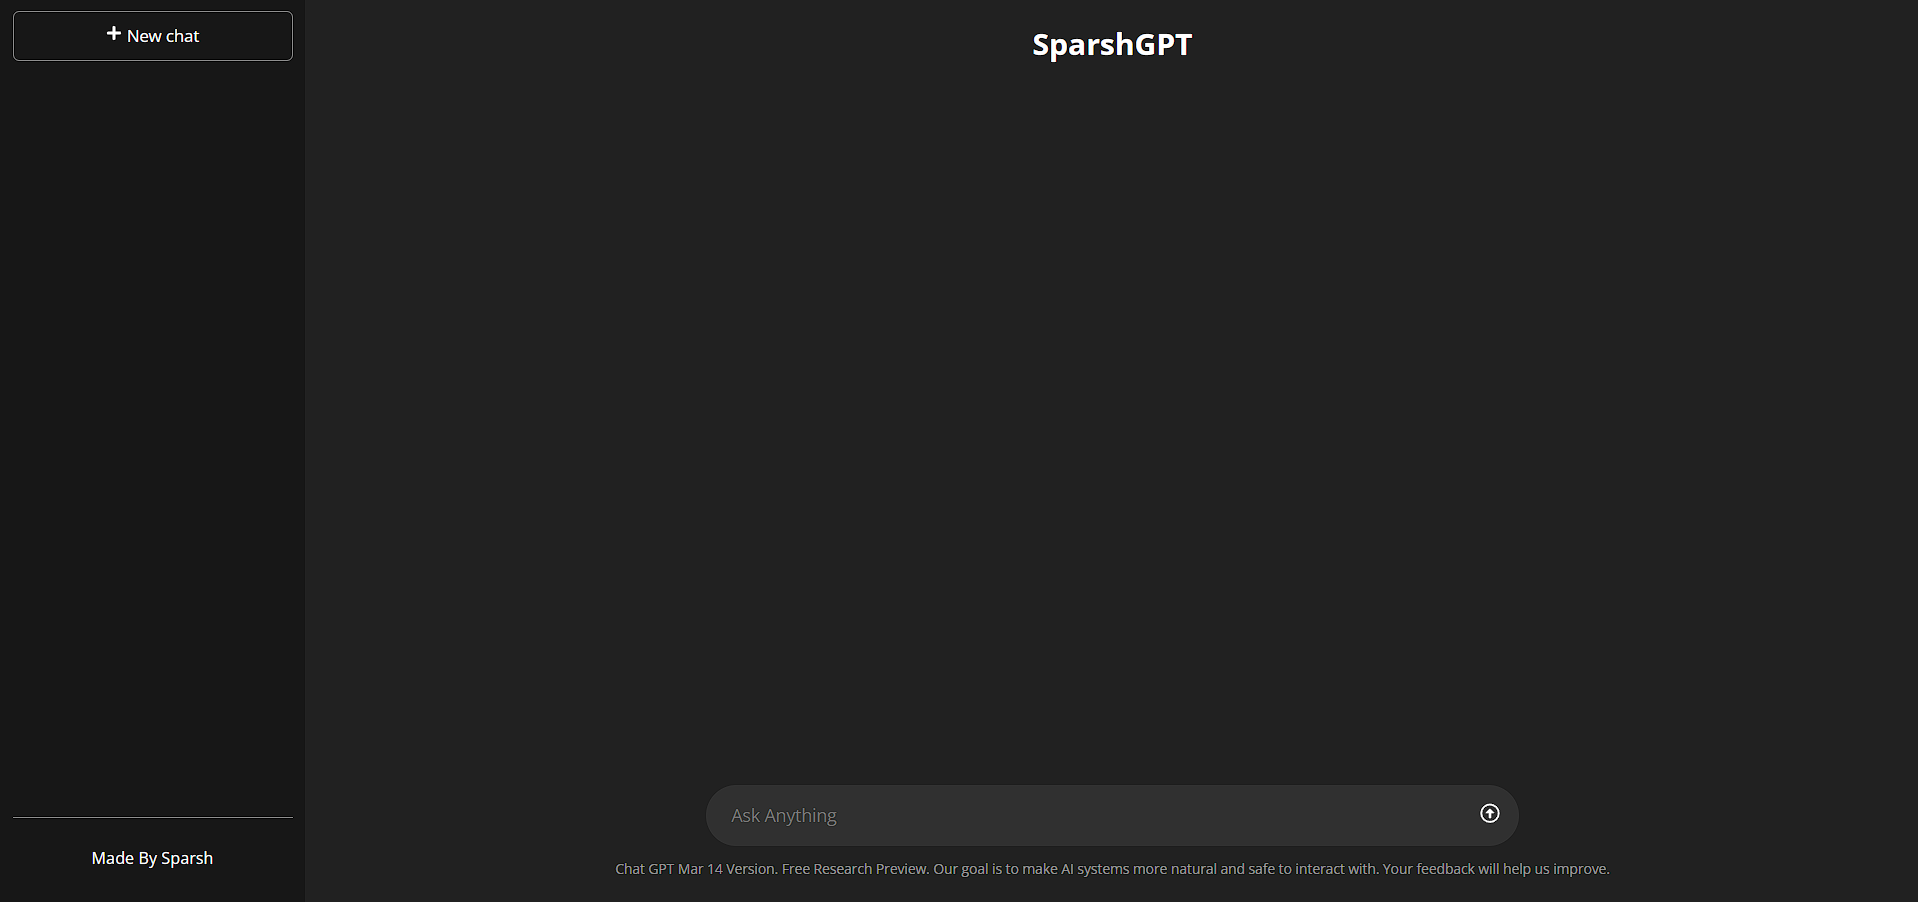 New chat
SparshGPT
Ask Anything
Chat GPT Mar 14 Version. Free Research Preview. Our goal is to make AI systems more natural and safe to interact with. Your feedback will help us improve.
Made By Sparsh